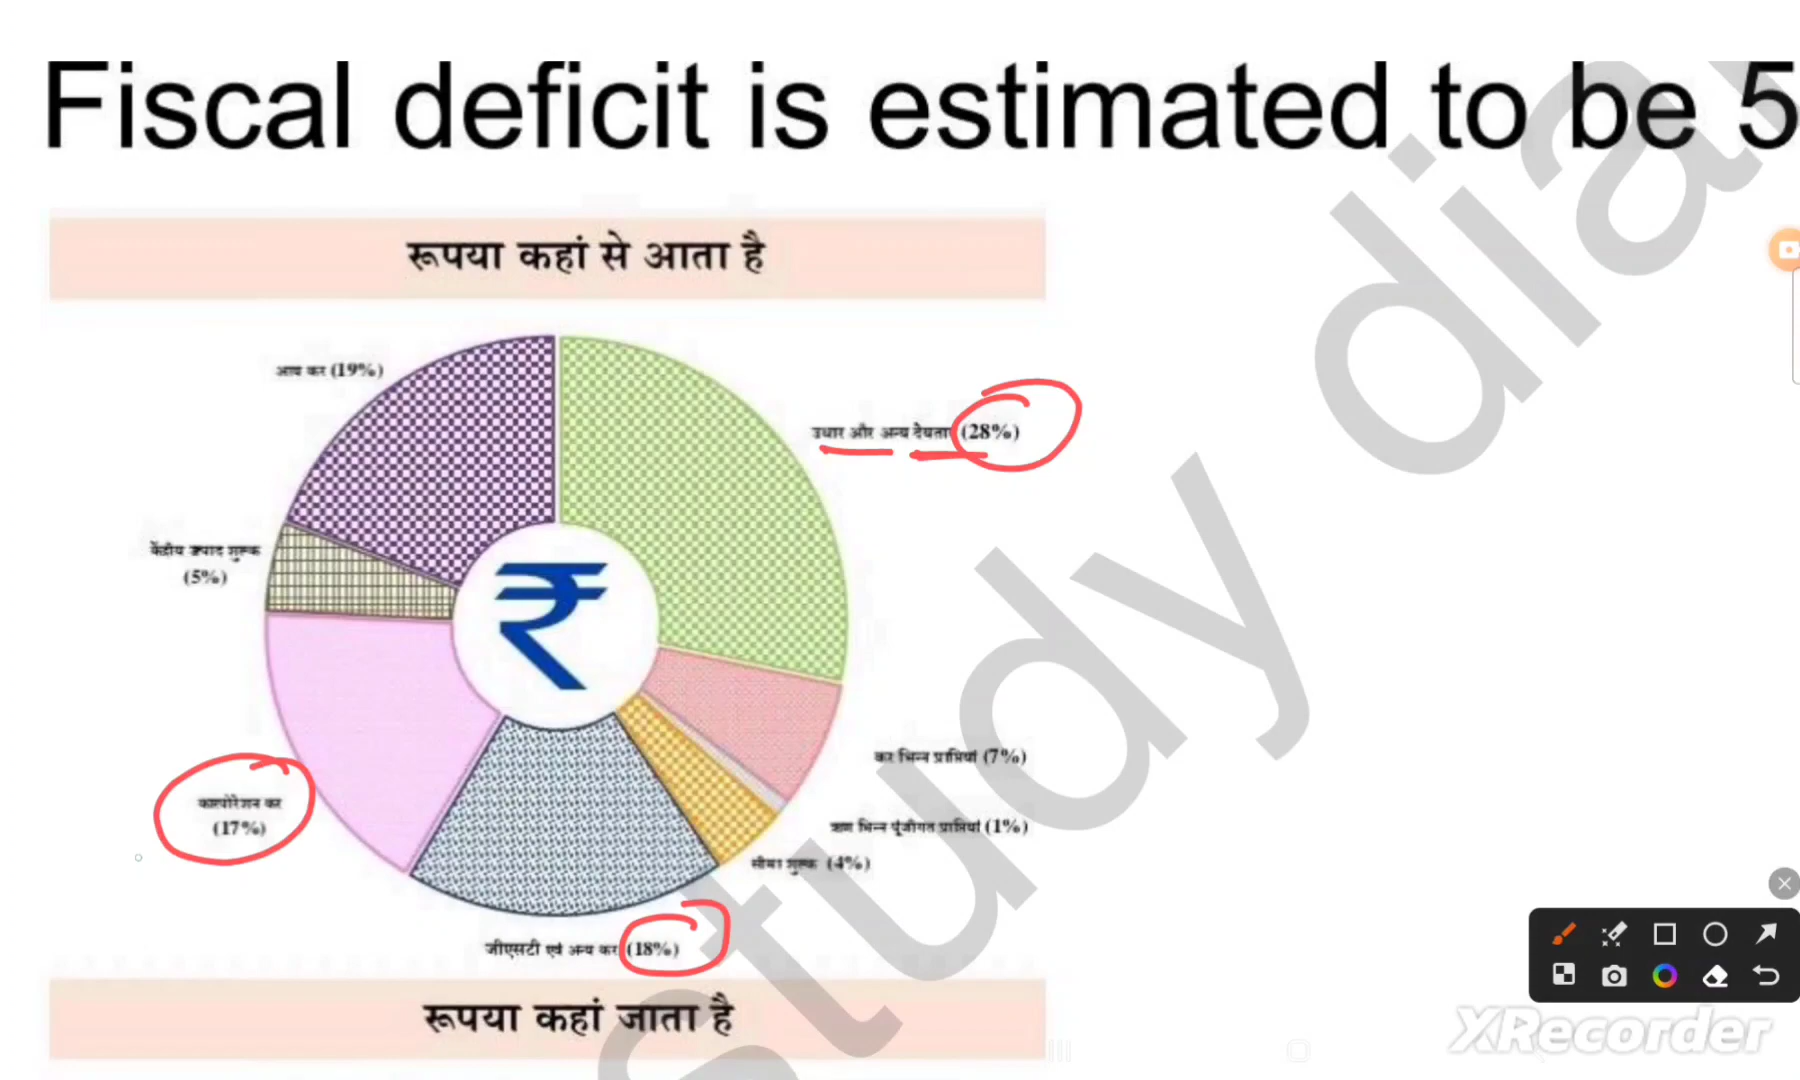 Fiscal deficit is estimated to be 5
रूपया कहां से आता है
आय कर (19%)
उधार और अन्य देयताएं (28%)
केंद्रीय उत्पाद शुल्क
(5%)
कर भिन्न प्राप्तियां (7%)
कारपोरेशन कर
(17%)
ऋण भिन्न पूंजीगत प्राप्तियां (1%)
सीमा शुल्क (4%)
जीएसटी एवं अन्य कर (18%)
रूपया कहां जाता है
study diar
XRecorder